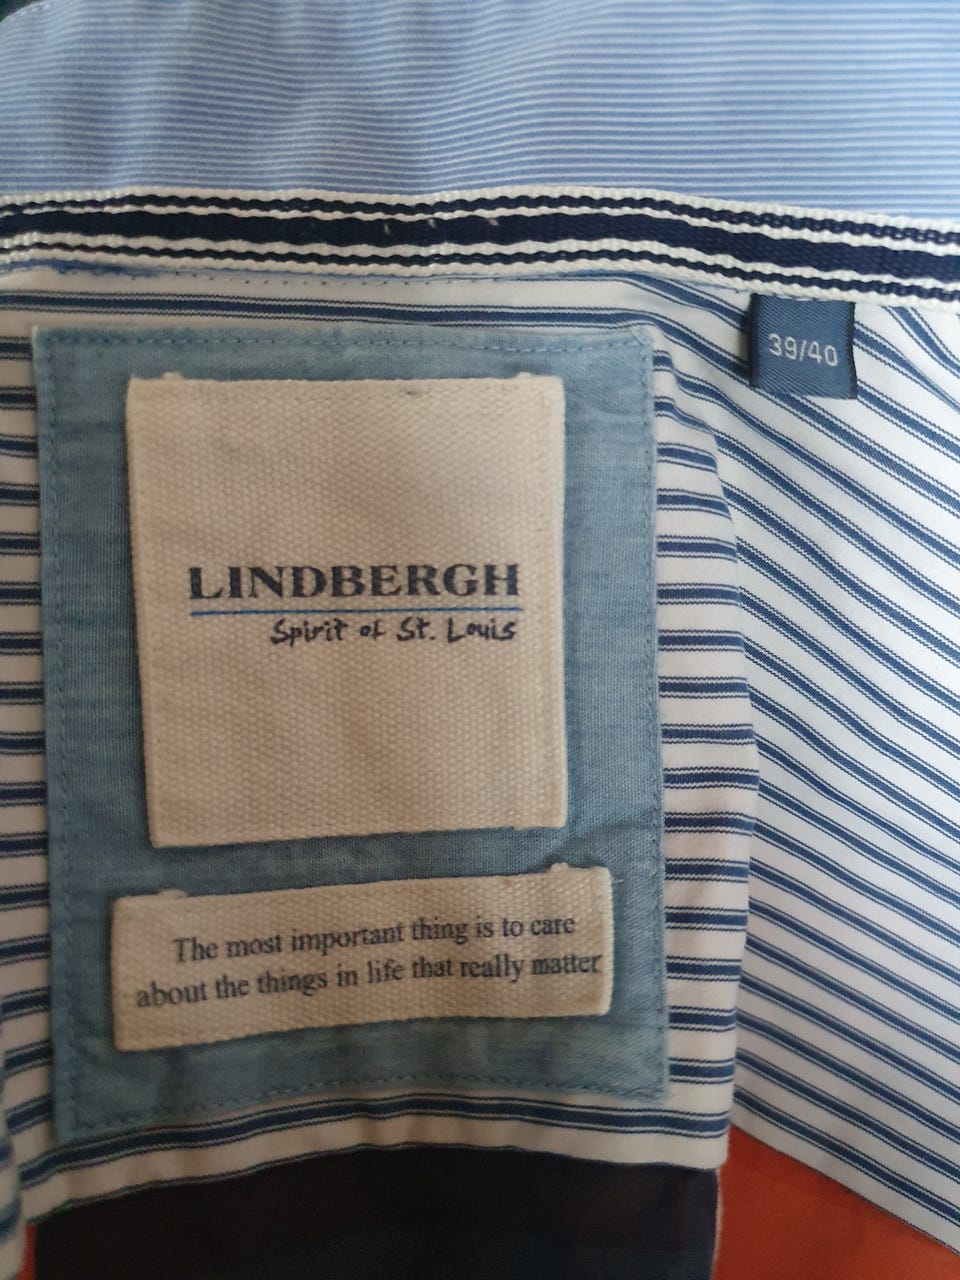 39/40
LINDBERGH
Spirit of St. Louis
The most important thing is to care
about the things in life that really matter